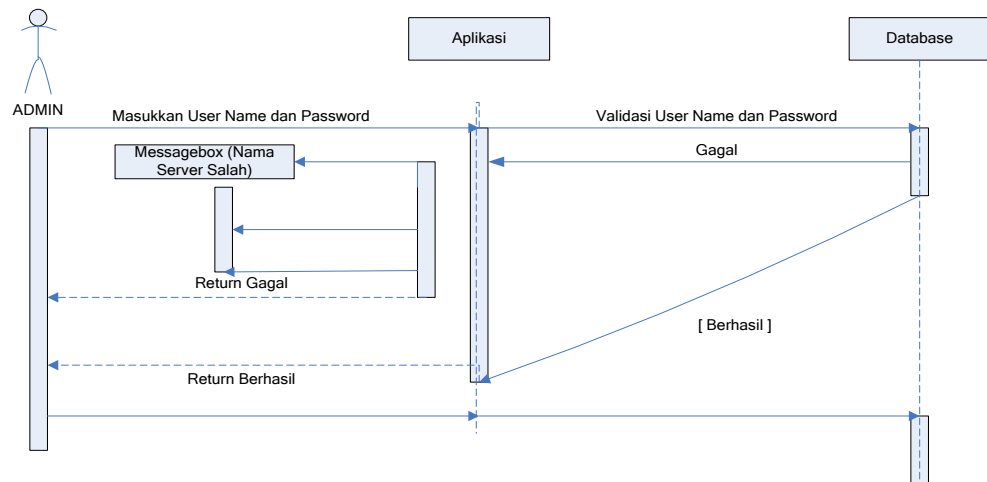 Aplikasi
Database
ADMIN
Masukkan User Name dan Password
Validasi User Name dan Password
Messagebox (Nama
Server Salah)
Gagal
Return Gagal
[ Berhasil ]
Return Berhasil